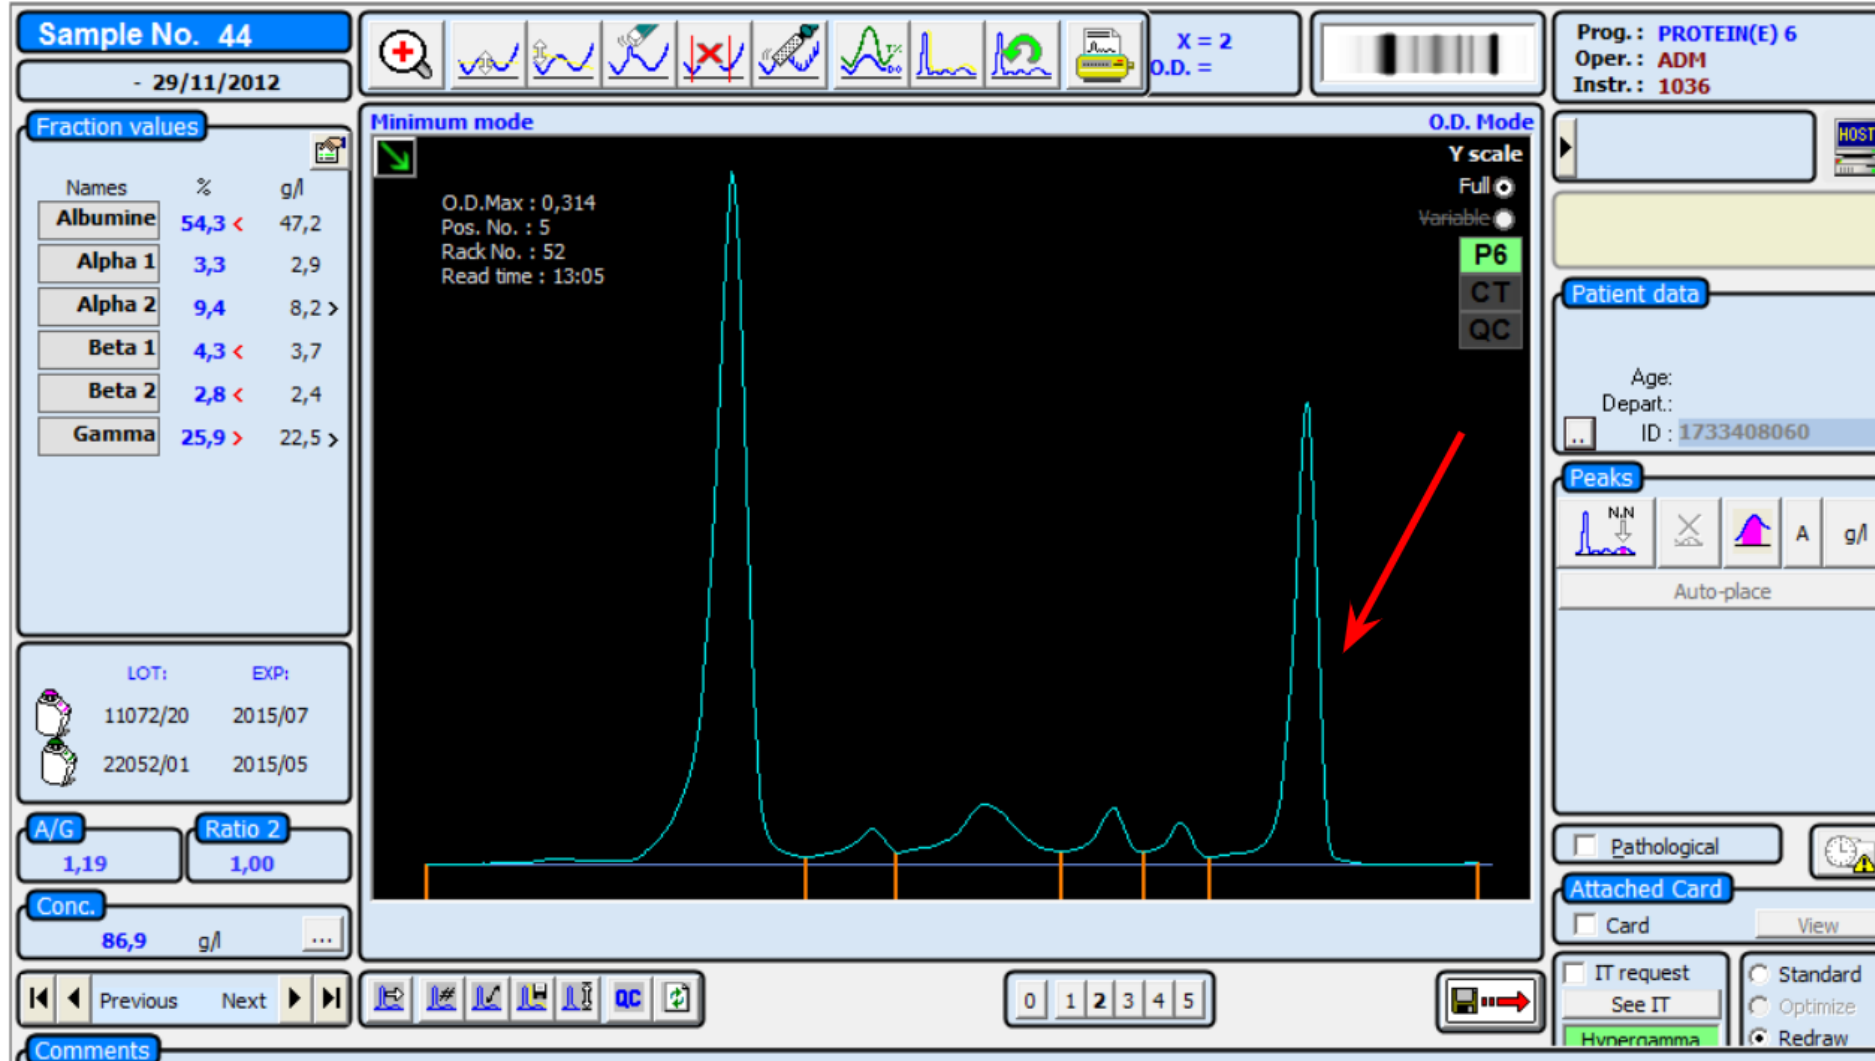 Sample No. 44
- 29/11/2012
X = 2
O.D. =
Prog.: PROTEIN(E) 6
Oper.: ADM
Instr.: 1036
Fraction values
Names % g/l
Albumine 54,3 < 47,2
Alpha 1 3,3 2,9
Alpha 2 9,4 8,2 >
Beta 1 4,3 < 3,7
Beta 2 2,8 < 2,4
Gamma 25,9 > 22,5 >
LOT: EXP:
11072/20 2015/07
22052/01 2015/05
A/G
1,19
Ratio 2
1,00
Conc.
86,9 g/l ...
Previous Next
Comments
Minimum mode O.D. Mode
Y scale
Full
Variable
P6
CT
QC
O.D.Max : 0,314
Pos. No. : 5
Rack No. : 52
Read time : 13:05
QC
0 1 2 3 4 5
HOST
Patient data
Age:
Depart.:
.. ID : 1733408060
Peaks
N.N A g/l
Auto-place
Pathological
Attached Card
Card View
IT request
See IT
Hypergamma
Standard
Optimize
Redraw